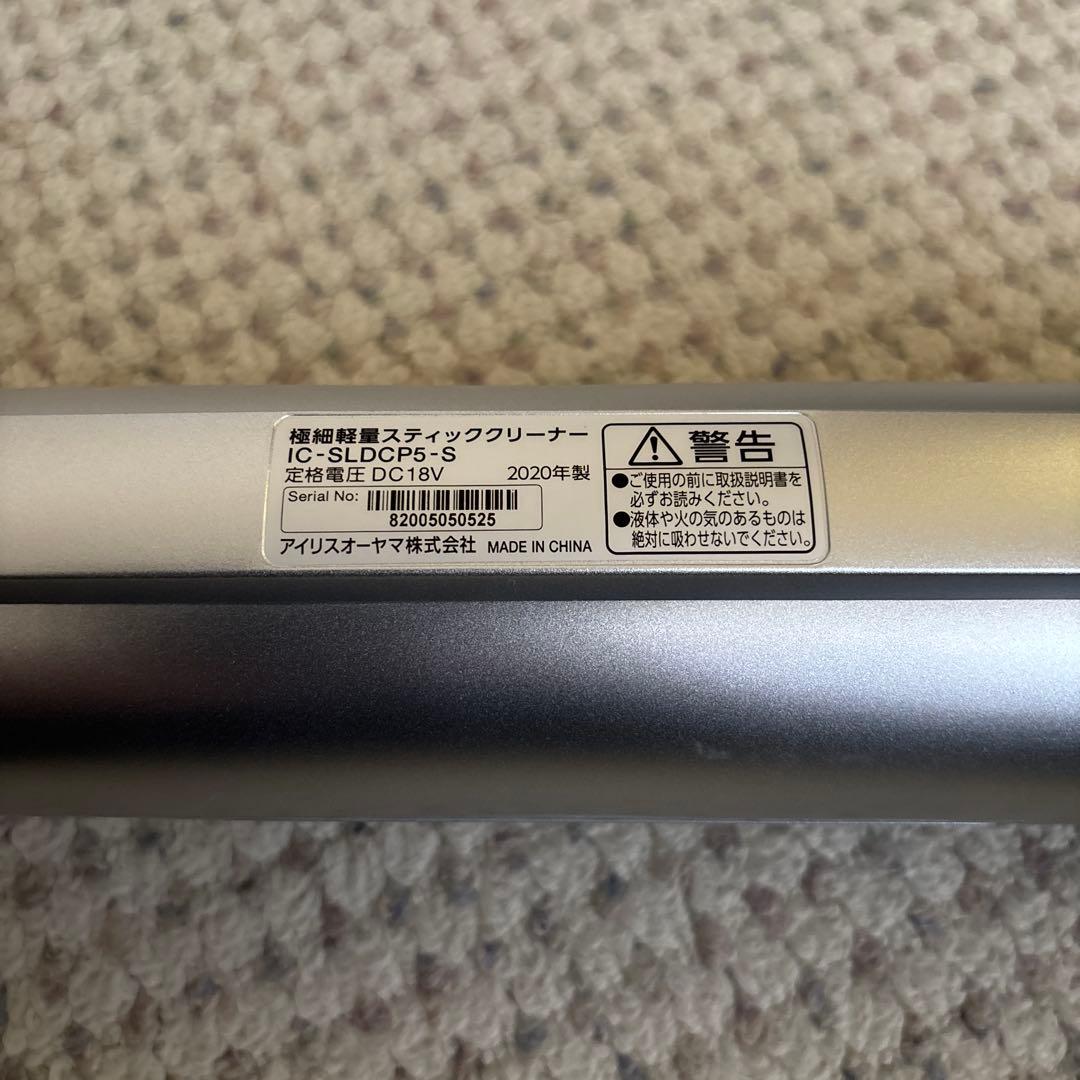 極細軽量スティッククリーナー
IC-SLDCP5-S
定格電圧 DC18V 2020年製
Serial No:
82005050525
アイリスオーヤマ株式会社 MADE IN CHINA
警告
●ご使用の前に取扱説明書を
必ずお読みください。
●液体や火の気のあるものは
絶対に吸わせないでください。